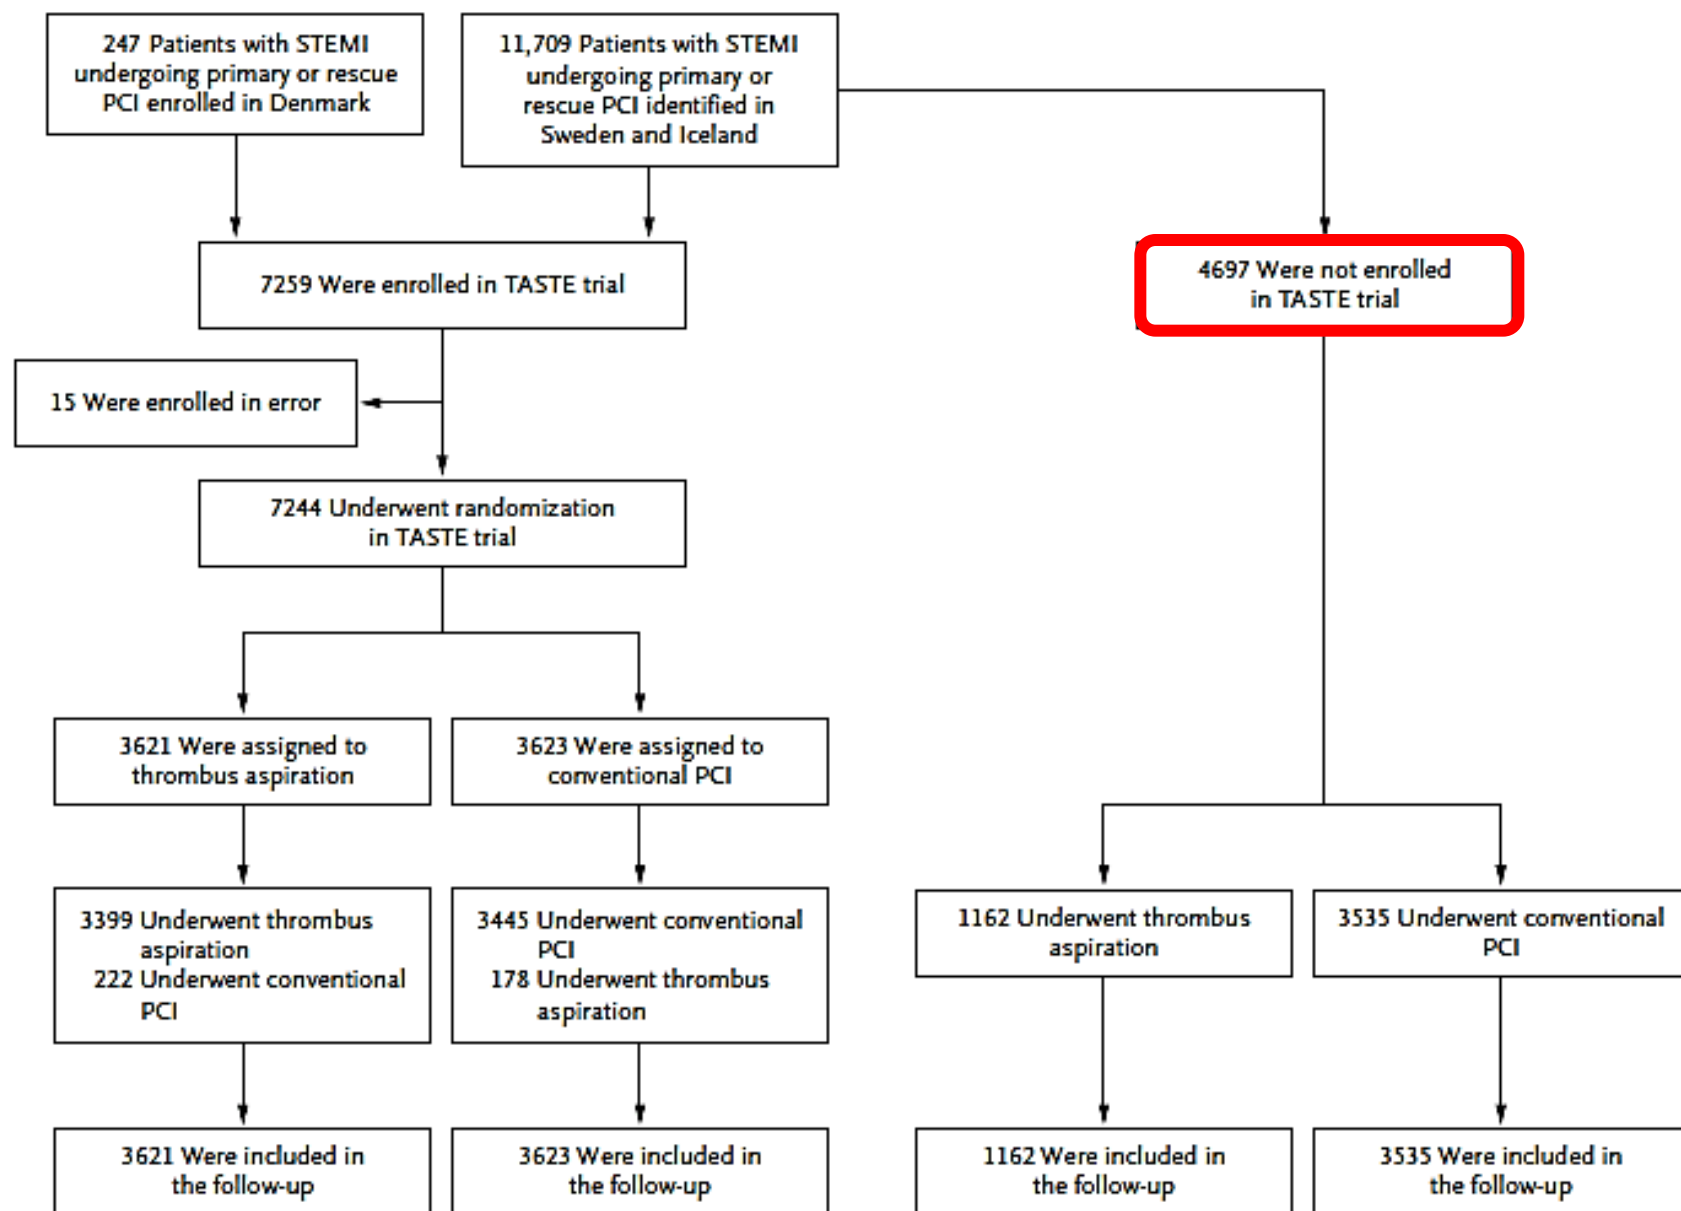 247 Patients with STEMI
undergoing primary or rescue
PCI enrolled in Denmark
11,709 Patients with STEMI
undergoing primary or
rescue PCI identified in
Sweden and Iceland
7259 Were enrolled in TASTE trial
4697 Were not enrolled
in TASTE trial
15 Were enrolled in error
7244 Underwent randomization
in TASTE trial
3621 Were assigned to
thrombus aspiration
3623 Were assigned to
conventional PCI
3399 Underwent thrombus
aspiration
222 Underwent conventional
PCI
3445 Underwent conventional
PCI
178 Underwent thrombus
aspiration
1162 Underwent thrombus
aspiration
3535 Underwent conventional
PCI
3621 Were included in
the follow-up
3623 Were included in
the follow-up
1162 Were included in
the follow-up
3535 Were included in
the follow-up